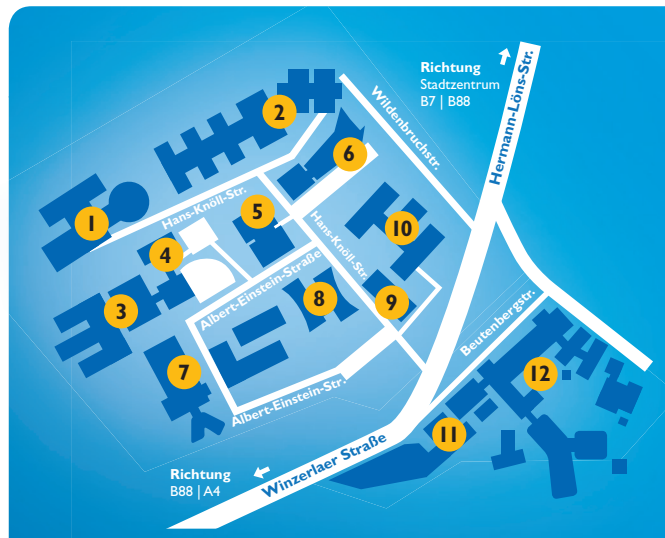 Richtung
Stadtzentrum
B7 | B88
Hermann-Löns-Str.
Wildenbruchstr.
2
6
1
Hans-Knöll-Str.
5
4
10
Hans-Knöll-Str.
Albert-Einstein-Straße
3
8
9
Beutenbergstr.
7
12
Albert-Einstein-Str.
11
Richtung
B88 | A4
Winzerlaer Straße